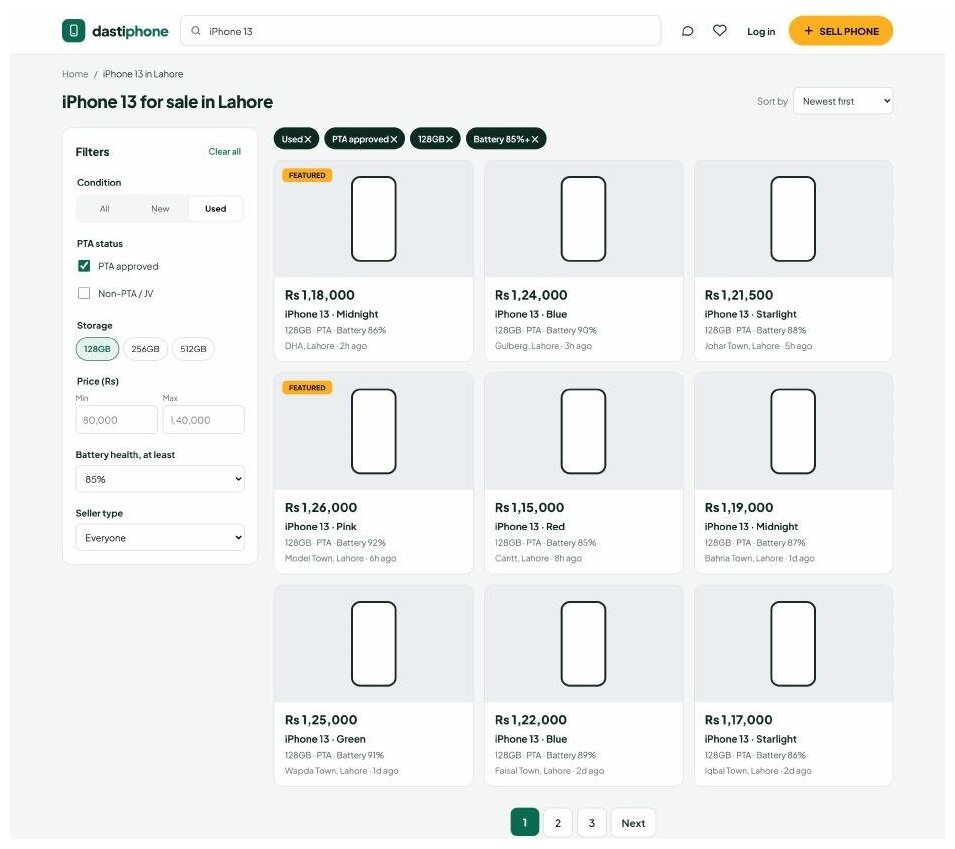 dastiphone
iPhone 13
Log in
+ SELL PHONE
Home / iPhone 13 in Lahore
iPhone 13 for sale in Lahore
Sort by
Newest first
Filters
Clear all
Condition
All
New
Used
PTA status
PTA approved
Non-PTA / JV
Storage
128GB
256GB
512GB
Price (Rs)
Min
Max
80,000
1,40,000
Battery health, at least
85%
Seller type
Everyone
Used ×
PTA approved ×
128GB ×
Battery 85%+ ×
FEATURED
Rs 1,18,000
iPhone 13 · Midnight
128GB · PTA · Battery 86%
DHA, Lahore · 2h ago
Rs 1,24,000
iPhone 13 · Blue
128GB · PTA · Battery 90%
Gulberg, Lahore · 3h ago
Rs 1,21,500
iPhone 13 · Starlight
128GB · PTA · Battery 88%
Johar Town, Lahore · 5h ago
FEATURED
Rs 1,26,000
iPhone 13 · Pink
128GB · PTA · Battery 92%
Model Town, Lahore · 6h ago
Rs 1,15,000
iPhone 13 · Red
128GB · PTA · Battery 85%
Cantt, Lahore · 8h ago
Rs 1,19,000
iPhone 13 · Midnight
128GB · PTA · Battery 87%
Bahria Town, Lahore · 1d ago
Rs 1,25,000
iPhone 13 · Green
128GB · PTA · Battery 91%
Wapda Town, Lahore · 1d ago
Rs 1,22,000
iPhone 13 · Blue
128GB · PTA · Battery 89%
Faisal Town, Lahore · 2d ago
Rs 1,17,000
iPhone 13 · Starlight
128GB · PTA · Battery 86%
Iqbal Town, Lahore · 2d ago
1
2
3
Next